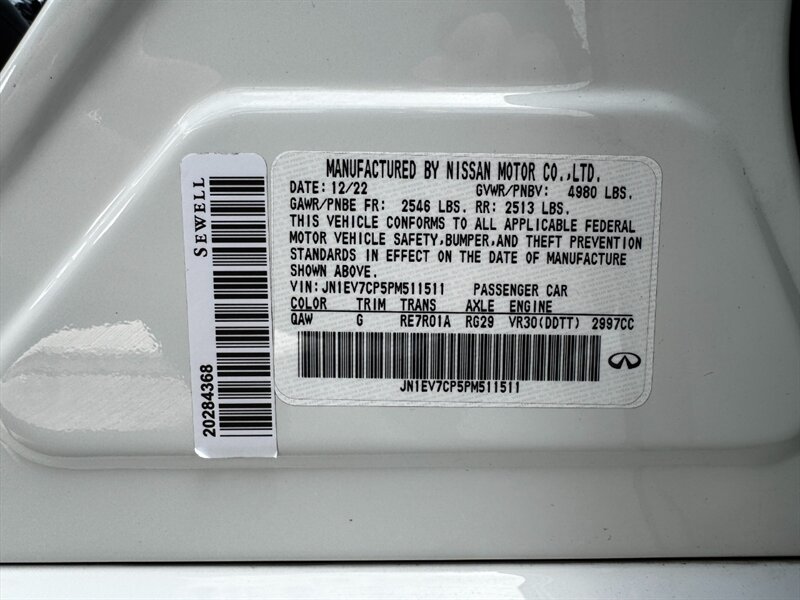 SEWELL
20284368
MANUFACTURED BY NISSAN MOTOR CO.,LTD.
DATE: 12/22 GVWR/PNBV: 4980 LBS.
GAWR/PNBE FR: 2546 LBS. RR: 2513 LBS.
THIS VEHICLE CONFORMS TO ALL APPLICABLE FEDERAL
MOTOR VEHICLE SAFETY,BUMPER,AND THEFT PREVENTION
STANDARDS IN EFFECT ON THE DATE OF MANUFACTURE
SHOWN ABOVE.
VIN: JN1EV7CP5PM511511 PASSENGER CAR
COLOR TRIM TRANS AXLE ENGINE
QAW G RE7R01A RG29 VR30(DDTT) 2997CC
JN1EV7CP5PM511511